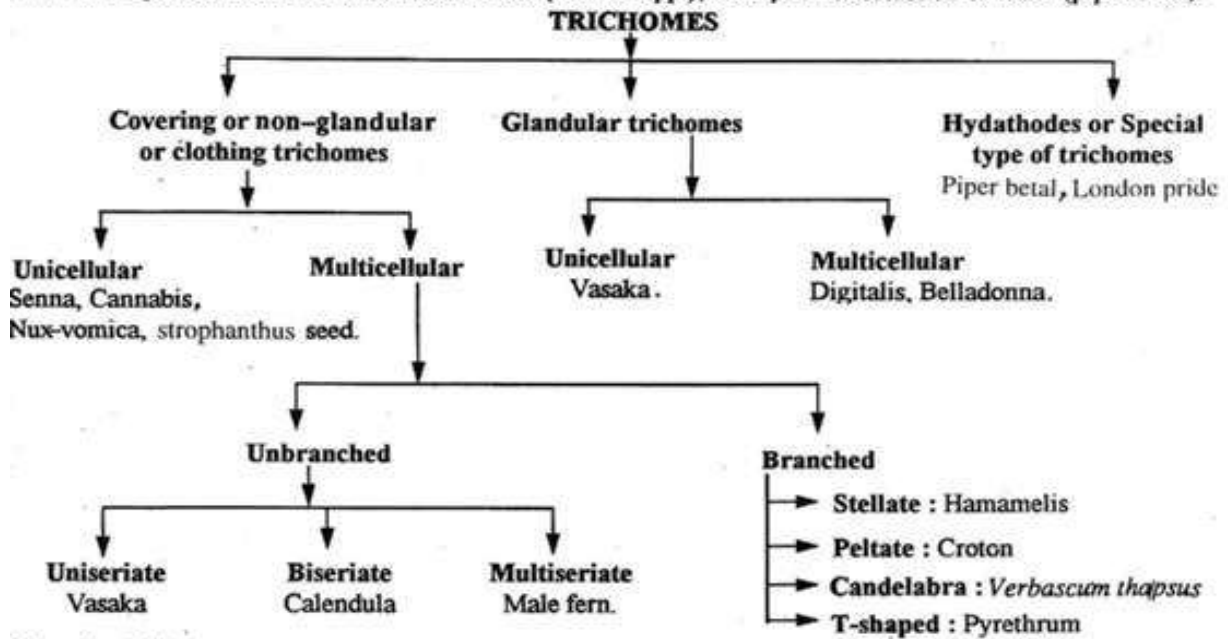 TRICHOMES
Covering or non-glandular
or clothing trichomes
Glandular trichomes
Hydathodes or Special
type of trichomes
Piper betal, London pride
Unicellular
Senna, Cannabis,
Nux-vomica, strophanthus seed.
Multicellular
Unicellular
Vasaka.
Multicellular
Digitalis, Belladonna.
Unbranched
Branched
Stellate : Hamamelis
Peltate : Croton
Candelabra : Verbascum thapsus
T-shaped : Pyrethrum
Uniseriate
Vasaka
Biseriate
Calendula
Multiseriate
Male fern.